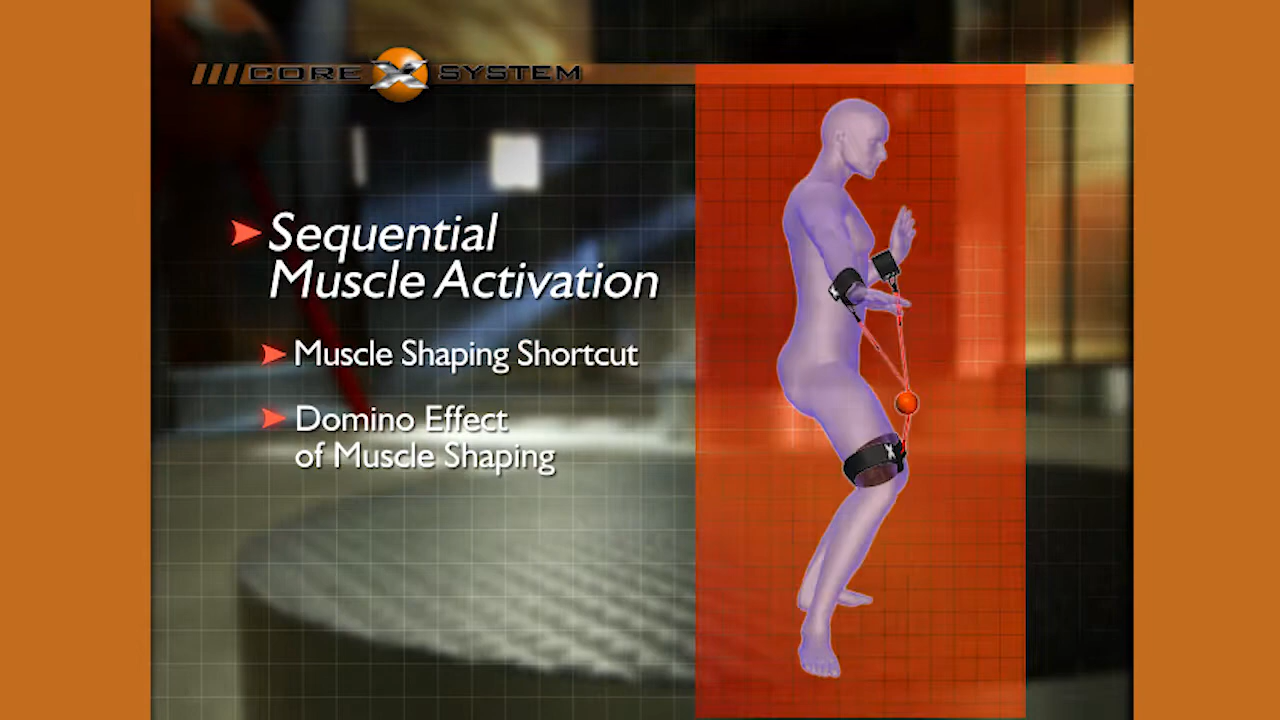 CORE X SYSTEM
Sequential
Muscle Activation
Muscle Shaping Shortcut
Domino Effect
of Muscle Shaping
X